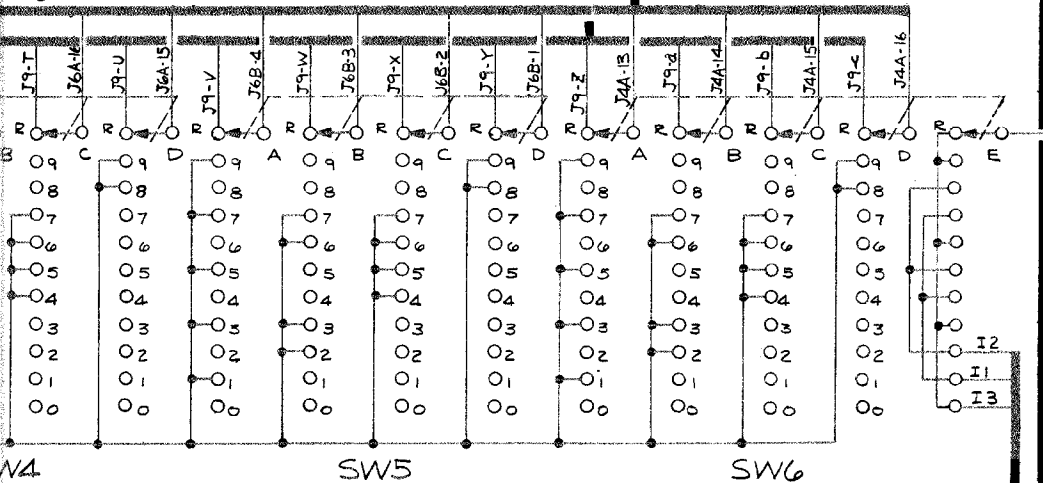 J9-T J6A-16 J9-U J6A-15 J9-V J6B-4 J9-W J6B-3 J9-X J6B-2 J9-Y J6B-1 J9-Z J4A-13 J9-a J4A-14 J9-b J4A-15 J9-c J4A-16
R R R R R R R R R R R
B C D A B C D A B C D E
9 9 9 9 9 9 9 9 9 9
8 8 8 8 8 8 8 8 8 8
7 7 7 7 7 7 7 7 7 7
6 6 6 6 6 6 6 6 6 6
5 5 5 5 5 5 5 5 5 5
4 4 4 4 4 4 4 4 4 4
3 3 3 3 3 3 3 3 3 3
2 2 2 2 2 2 2 2 2 2 I2
1 1 1 1 1 1 1 1 1 1 I1
0 0 0 0 0 0 0 0 0 0 I3
W4 SW5 SW6